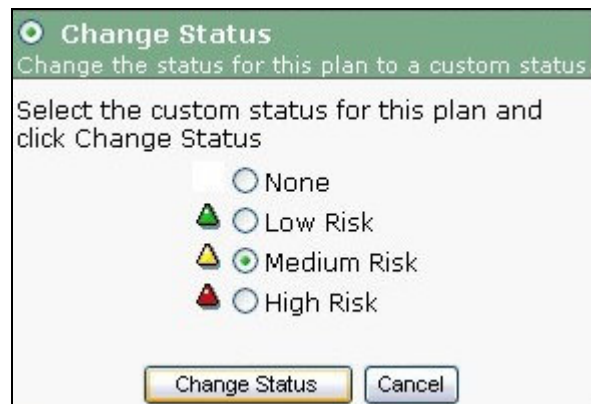 Change Status
Change the status for this plan to a custom status
Select the custom status for this plan and
click Change Status
None
Low Risk
Medium Risk
High Risk
Change Status
Cancel